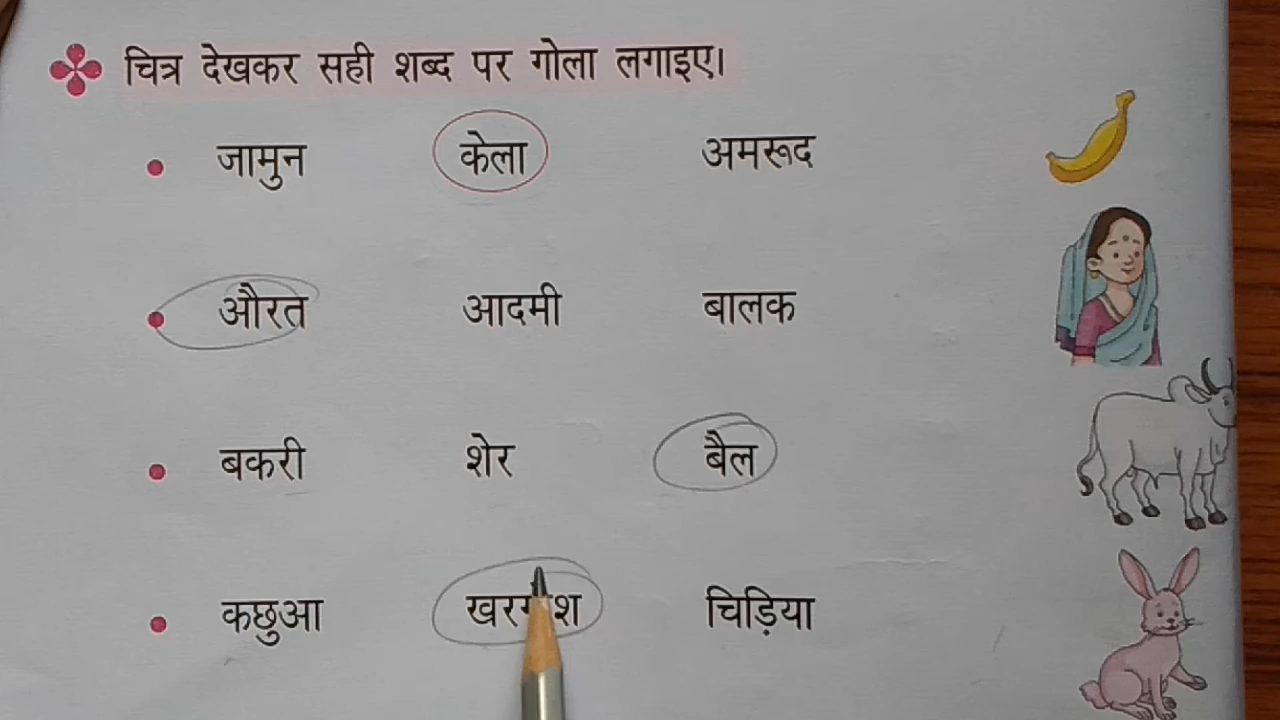 चित्र देखकर सही शब्द पर गोला लगाइए।
जामुन केला अमरूद
औरत आदमी बालक
बकरी शेर बैल
कछुआ चिड़िया